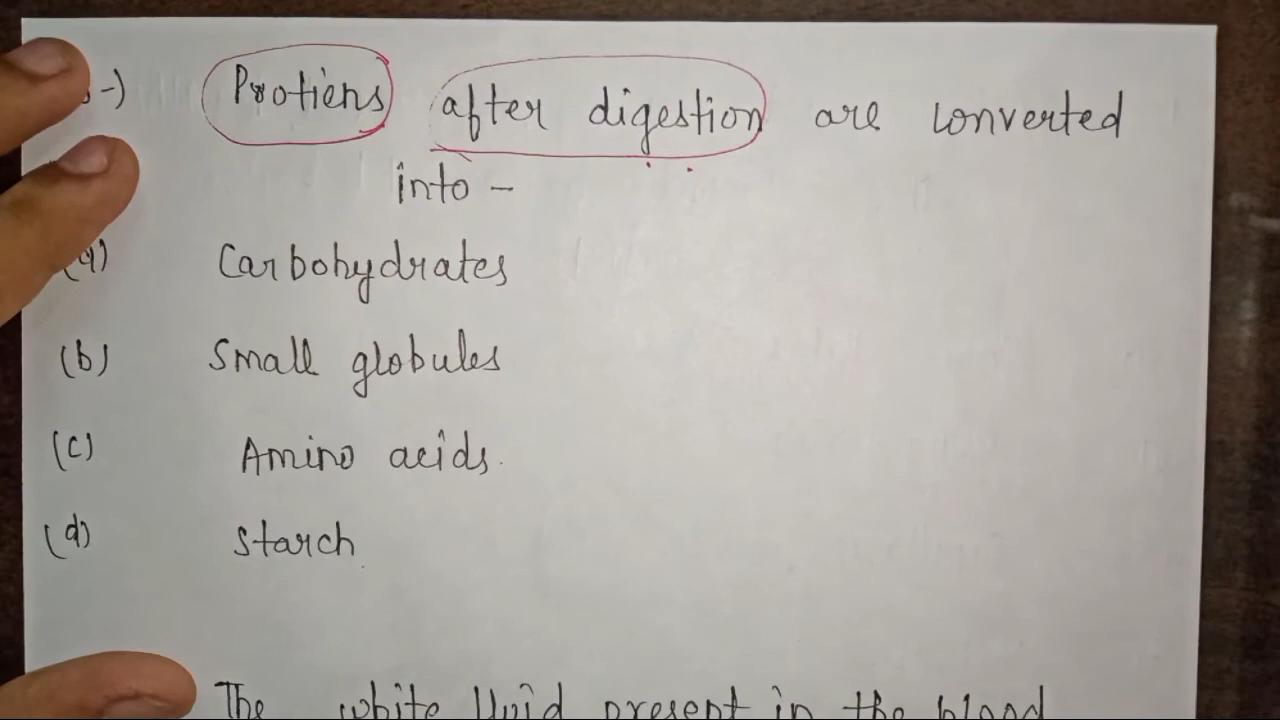 Protiens after digestion are converted
into -
(a) Carbohydrates
(b) Small globules
(c) Amino acids.
(d) Starch
The white fluid present in the blood